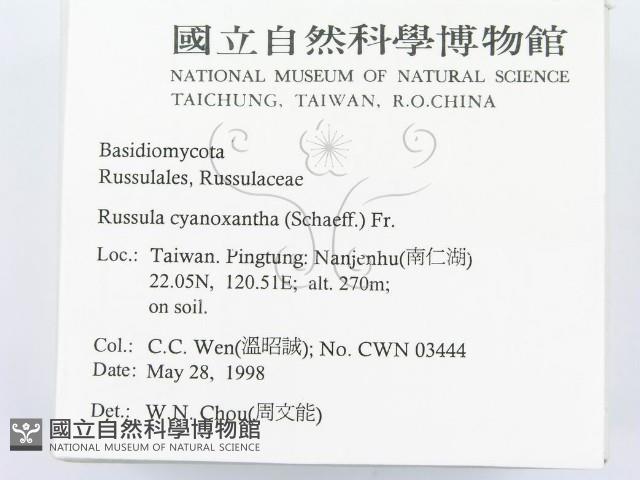 國立自然科學博物館
NATIONAL MUSEUM OF NATURAL SCIENCE
TAICHUNG, TAIWAN, R.O.CHINA
Basidiomycota
Russulales, Russulaceae
Russula cyanoxantha (Schaeff.) Fr.
Loc.: Taiwan. Pingtung: Nanjenhu(南仁湖)
22.05N, 120.51E; alt. 270m;
on soil.
Col.: C.C. Wen(溫昭誠); No. CWN 03444
Date: May 28, 1998
Det.: W.N. Chou(周文能)
國立自然科學博物館
NATIONAL MUSEUM OF NATURAL SCIENCE